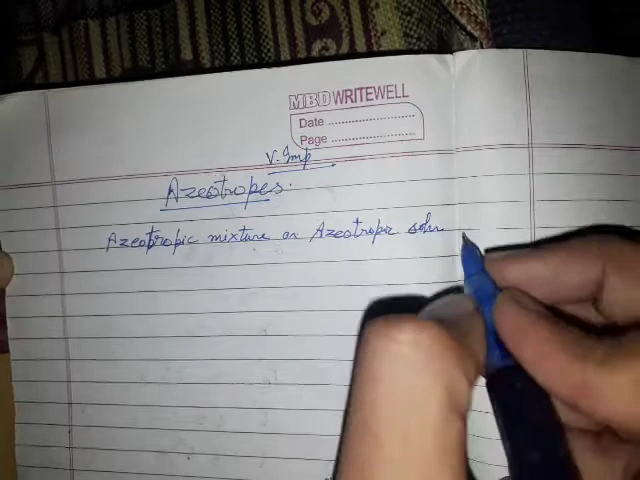 MBD WRITEWELL
Date ..............................
Page ..............................
V. Imp
Azeotropes.
Azeotropic mixture or Azeotropic soln